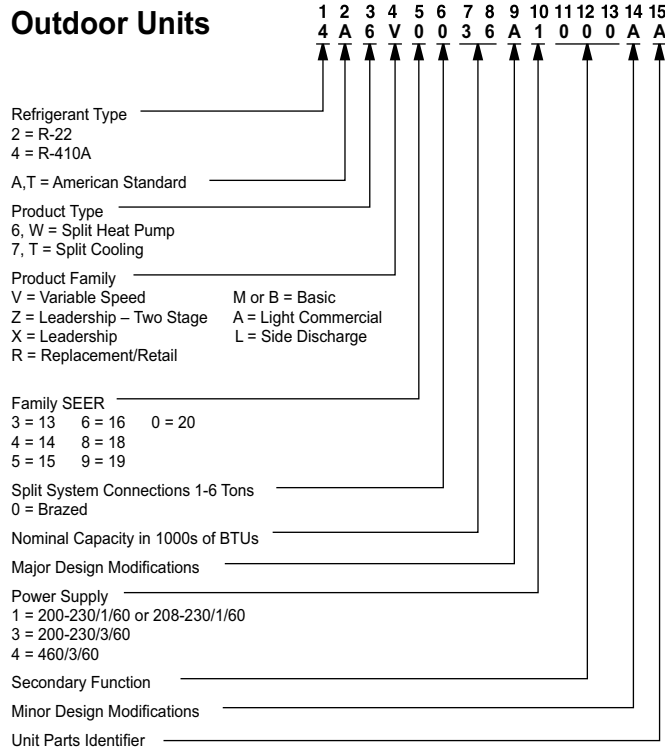 Outdoor Units
1 2 3 4 5 6 7 8 9 10 11 12 13 14 15
4 A 6 V 0 0 3 6 A 1 0 0 0 A A
Refrigerant Type
2 = R-22
4 = R-410A
A,T = American Standard
Product Type
6, W = Split Heat Pump
7, T = Split Cooling
Product Family
V = Variable Speed M or B = Basic
Z = Leadership – Two Stage A = Light Commercial
X = Leadership L = Side Discharge
R = Replacement/Retail
Family SEER
3 = 13 6 = 16 0 = 20
4 = 14 8 = 18
5 = 15 9 = 19
Split System Connections 1-6 Tons
0 = Brazed
Nominal Capacity in 1000s of BTUs
Major Design Modifications
Power Supply
1 = 200-230/1/60 or 208-230/1/60
3 = 200-230/3/60
4 = 460/3/60
Secondary Function
Minor Design Modifications
Unit Parts Identifier